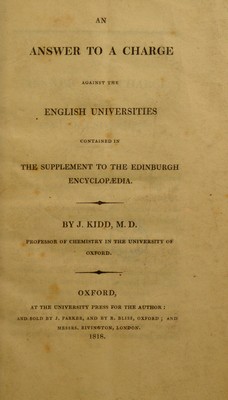 AN
ANSWER TO A CHARGE
AGAINST THE
ENGLISH UNIVERSITIES
CONTAINED IN
THE SUPPLEMENT TO THE EDINBURGH
ENCYCLOPÆDIA.
BY J. KIDD, M. D.
PROFESSOR OF CHEMISTRY IN THE UNIVERSITY OF
OXFORD.
OXFORD,
AT THE UNIVERSITY PRESS FOR THE AUTHOR:
AND SOLD BY J. PARKER, AND BY R. BLISS, OXFORD; AND
MESSRS. RIVINGTON, LONDON.
1818.